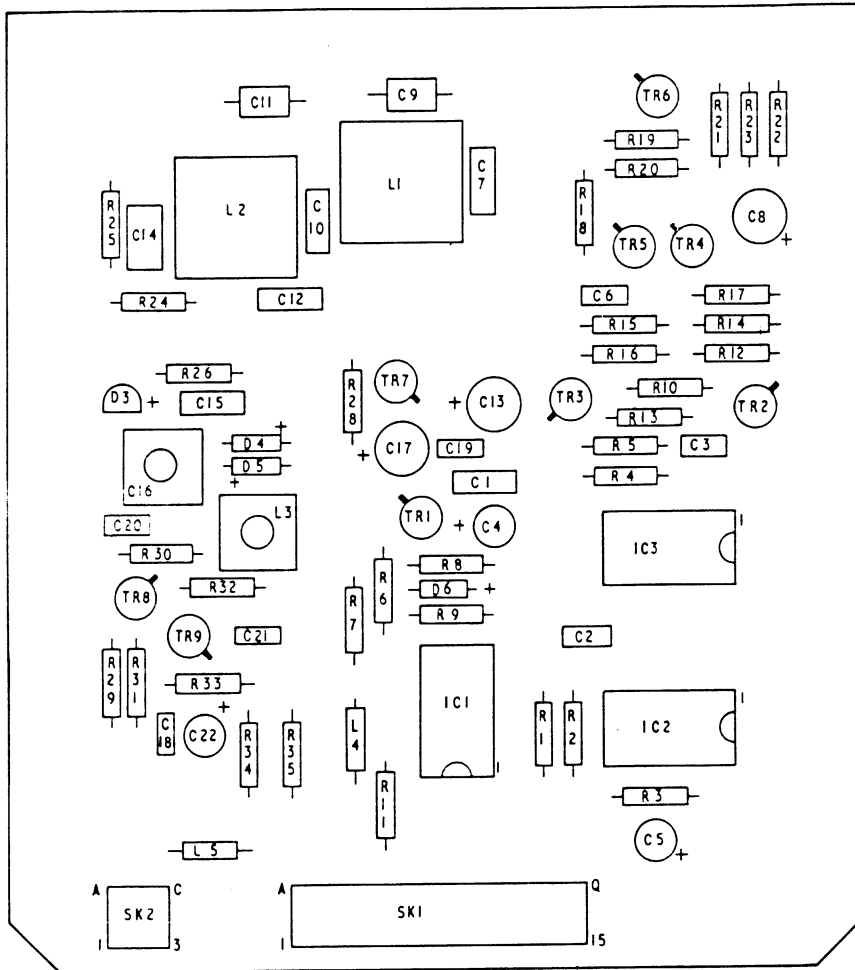 TR6
C11
C9
R21
R23
R22
R19
R20
L2
L1
C7
R25
C14
C10
R18
C8
+
TR5
TR4
R24
C12
C6
R17
R15
R14
R16
R12
R26
D3
+
C15
R28
TR7
+
C13
TR3
R10
TR2
R13
+
D4
D5
+
+
C17
C19
R5
C3
C16
C1
R4
L3
C20
TR1
+
C4
IC3
1
R30
R8
TR8
R32
R6
D6
+
R7
R9
TR9
C21
C2
R29
R31
R33
IC1
1
R1
R2
IC2
1
+
C18
C22
R34
R35
L4
R11
R3
C5
+
L5
A
C
SK2
1
3
A
Q
SK1
1
15